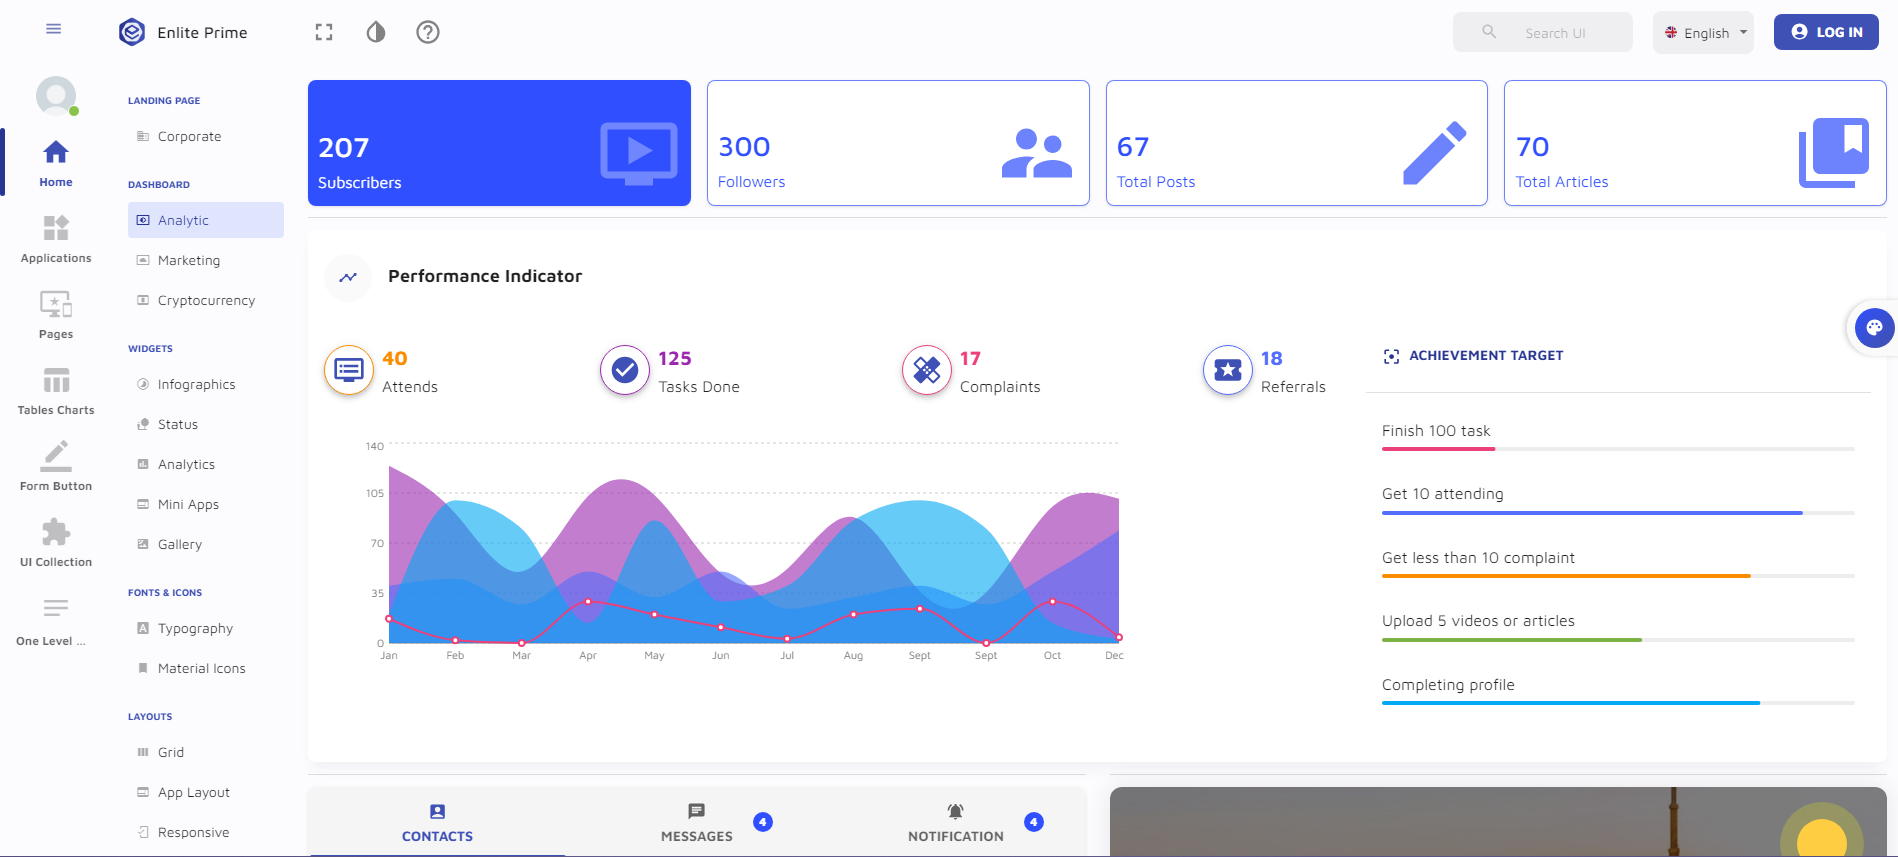 Enlite Prime
Search UI
English
LOG IN
Home
Applications
Pages
Tables Charts
Form Button
UI Collection
One Level ...
LANDING PAGE
Corporate
DASHBOARD
Analytic
Marketing
Cryptocurrency
WIDGETS
Infographics
Status
Analytics
Mini Apps
Gallery
FONTS & ICONS
Typography
Material Icons
LAYOUTS
Grid
App Layout
Responsive
207
Subscribers
300
Followers
67
Total Posts
70
Total Articles
Performance Indicator
40
Attends
125
Tasks Done
17
Complaints
18
Referrals
140
105
70
35
0
Jan Feb Mar Apr May Jun Jul Aug Sept Sept Oct Dec
ACHIEVEMENT TARGET
Finish 100 task
Get 10 attending
Get less than 10 complaint
Upload 5 videos or articles
Completing profile
CONTACTS
MESSAGES
4
NOTIFICATION
4